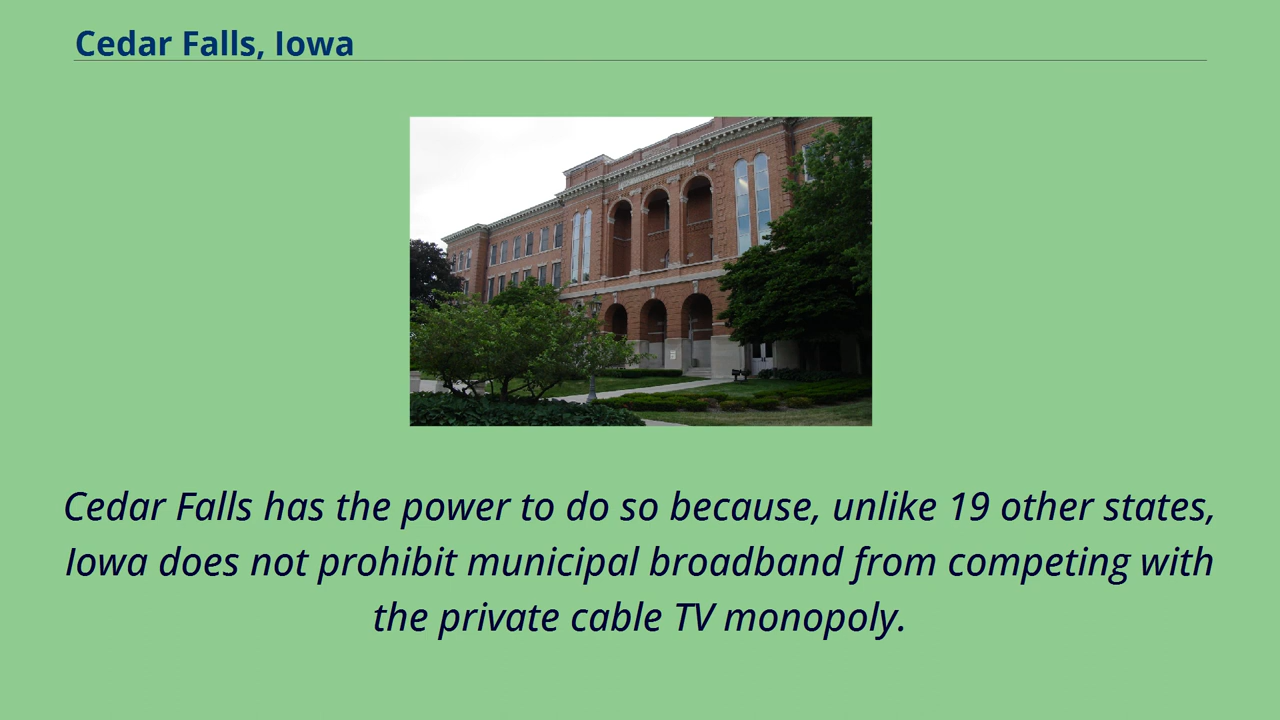 Cedar Falls, Iowa
Cedar Falls has the power to do so because, unlike 19 other states,
Iowa does not prohibit municipal broadband from competing with
the private cable TV monopoly.